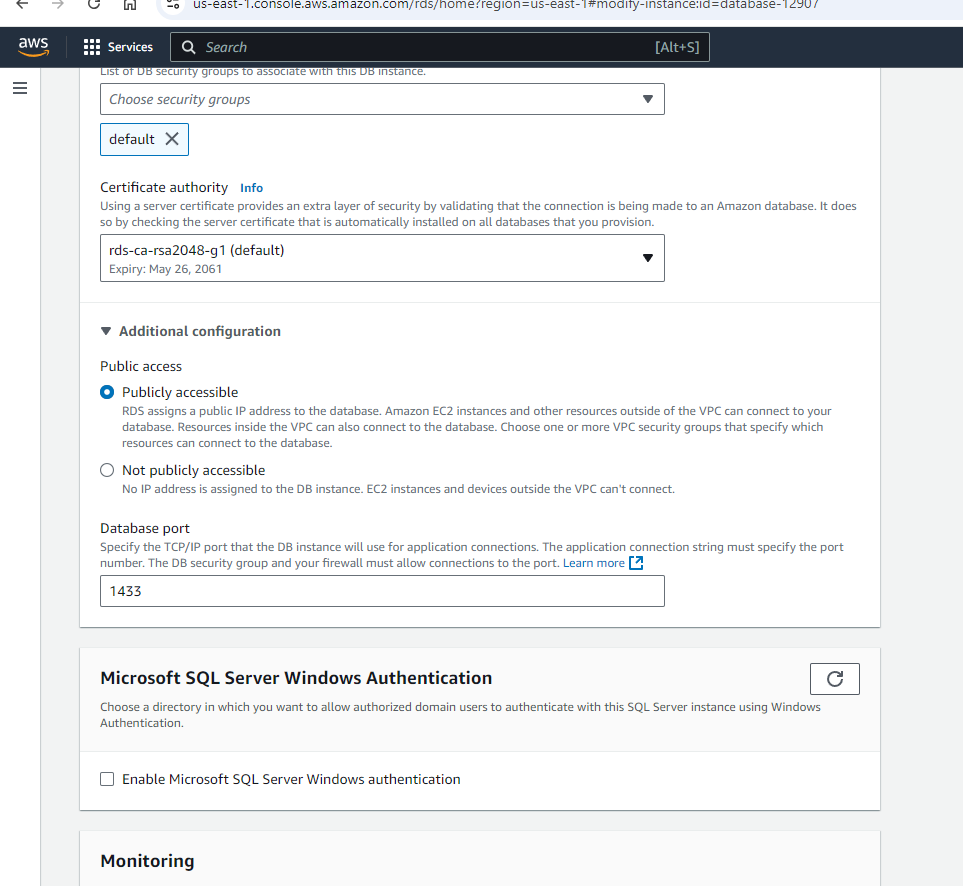 us-east-1.console.aws.amazon.com/rds/home?region=us-east-1#modify-instance:id=database-12907
aws
Services
Search
[Alt+S]
List of DB security groups to associate with this DB instance.
Choose security groups
default
Certificate authority Info
Using a server certificate provides an extra layer of security by validating that the connection is being made to an Amazon database. It does
so by checking the server certificate that is automatically installed on all databases that you provision.
rds-ca-rsa2048-g1 (default)
Expiry: May 26, 2061
Additional configuration
Public access
Publicly accessible
RDS assigns a public IP address to the database. Amazon EC2 instances and other resources outside of the VPC can connect to your
database. Resources inside the VPC can also connect to the database. Choose one or more VPC security groups that specify which
resources can connect to the database.
Not publicly accessible
No IP address is assigned to the DB instance. EC2 instances and devices outside the VPC can't connect.
Database port
Specify the TCP/IP port that the DB instance will use for application connections. The application connection string must specify the port
number. The DB security group and your firewall must allow connections to the port. Learn more
1433
Microsoft SQL Server Windows Authentication
Choose a directory in which you want to allow authorized domain users to authenticate with this SQL Server instance using Windows
Authentication.
Enable Microsoft SQL Server Windows authentication
Monitoring